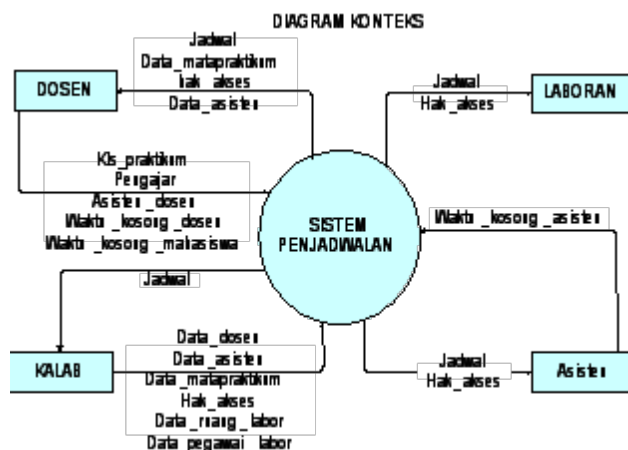 DIAGRAM KONTEKS
Jadwal
Data_matapraktikum
hak_akses
Data_asisten
DOSEN
Jadwal
Hak_akses
LABORAN
Kls_praktikum
Pengajar
Asisten_dosen
Waktu_kosong_dosen
Waktu_kosong_mahasiswa
SISTEM
PENJADWALAN
Waktu_kosong_asisten
Jadwal
KALAB
Data_dosen
Data_asisten
Data_matapraktikum
Hak_akses
Data_ruang_labor
Data_pegawai_labor
Jadwal
Hak_akses
Asisten